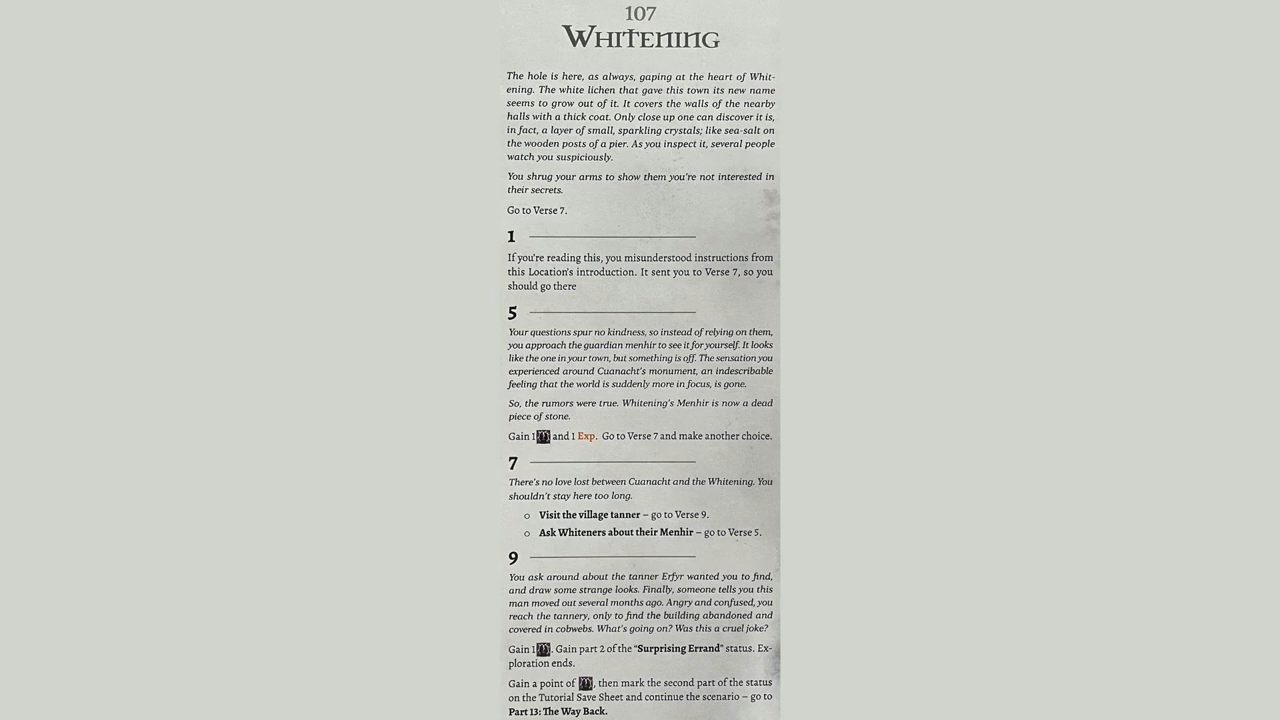 107
Whitening
The hole is here, as always, gaping at the heart of Whit-
ening. The white lichen that gave this town its new name
seems to grow out of it. It covers the walls of the nearby
halls with a thick coat. Only close up one can discover it is,
in fact, a layer of small, sparkling crystals; like sea-salt on
the wooden posts of a pier. As you inspect it, several people
watch you suspiciously.
You shrug your arms to show them you're not interested in
their secrets.
Go to Verse 7.
1
If you're reading this, you misunderstood instructions from
this Location's introduction. It sent you to Verse 7, so you
should go there
5
Your questions spur no kindness, so instead of relying on them,
you approach the guardian menhir to see it for yourself. It looks
like the one in your town, but something is off. The sensation you
experienced around Cuanacht's monument, an indescribable
feeling that the world is suddenly more in focus, is gone.
So, the rumors were true. Whitening's Menhir is now a dead
piece of stone.
Gain 1 and 1 Exp. Go to Verse 7 and make another choice.
7
There's no love lost between Cuanacht and the Whitening. You
shouldn't stay here too long.
○ Visit the village tanner – go to Verse 9.
○ Ask Whiteners about their Menhir – go to Verse 5.
9
You ask around about the tanner Erfyr wanted you to find,
and draw some strange looks. Finally, someone tells you this
man moved out several months ago. Angry and confused, you
reach the tannery, only to find the building abandoned and
covered in cobwebs. What's going on? Was this a cruel joke?
Gain 1. Gain part 2 of the "Surprising Errand" status. Ex-
ploration ends.
Gain a point of , then mark the second part of the status
on the Tutorial Save Sheet and continue the scenario – go to
Part 13: The Way Back.